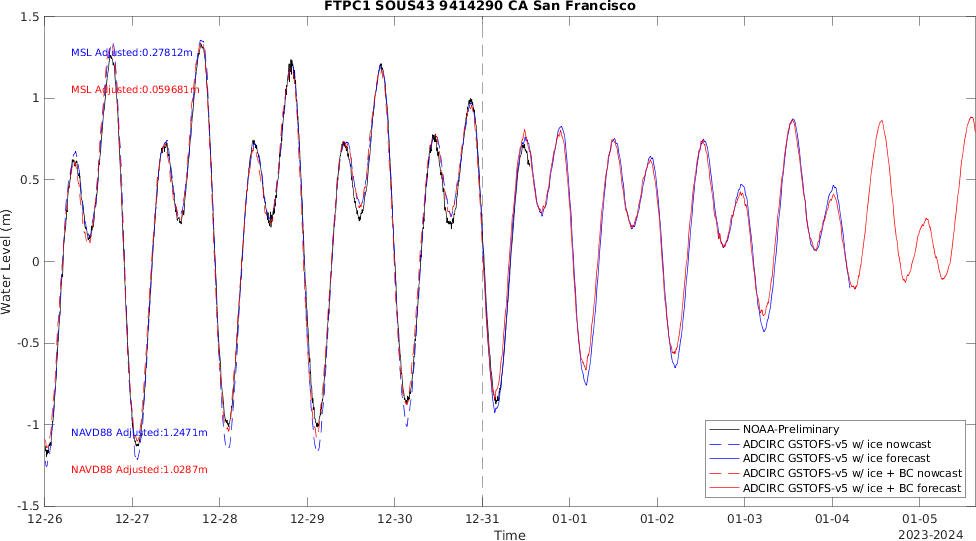 FTPC1 SOUS43 9414290 CA San Francisco
1.5
1
0.5
0
-0.5
-1
-1.5
Water Level (m)
MSL Adjusted:0.27812m
MSL Adjusted:0.059681m
NAVD88 Adjusted:1.2471m
NAVD88 Adjusted:1.0287m
NOAA-Preliminary
ADCIRC GSTOFS-v5 w/ ice nowcast
ADCIRC GSTOFS-v5 w/ ice forecast
ADCIRC GSTOFS-v5 w/ ice + BC nowcast
ADCIRC GSTOFS-v5 w/ ice + BC forecast
12-26 12-27 12-28 12-29 12-30 12-31 01-01 01-02 01-03 01-04 01-05
Time
2023-2024